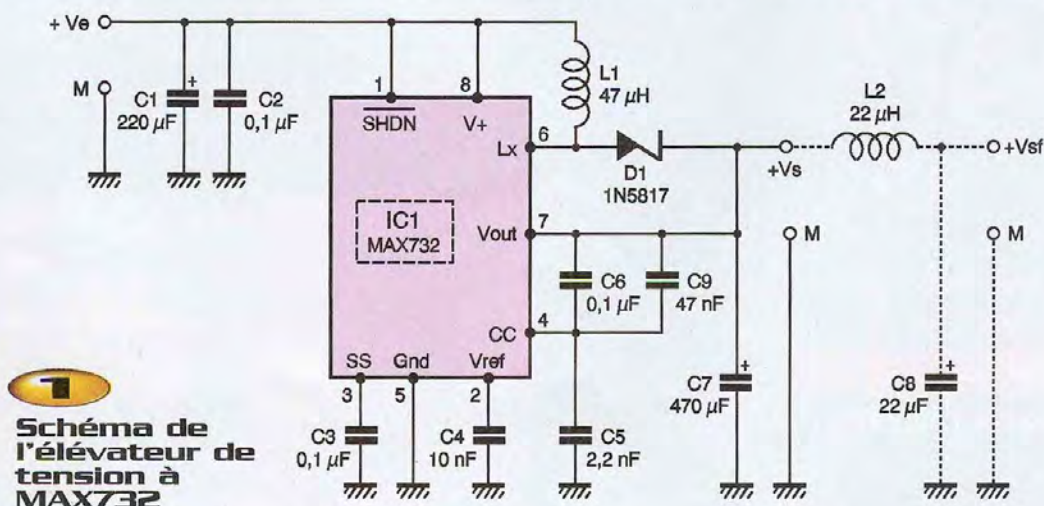 + Ve
M
C1
220 µF
+
C2
0,1 µF
1
8
SHDN
V+
L1
47 µH
6
Lx
D1
1N5817
+Vs
L2
22 µH
+Vsf
IC1
MAX732
Vout
7
M
M
C6
0,1 µF
C9
47 nF
4
CC
SS
Gnd
Vref
3
5
2
C3
0,1 µF
C4
10 nF
C5
2,2 nF
C7
470 µF
+
C8
22 µF
+
1
Schéma de
l'élévateur de
tension à
MAX732